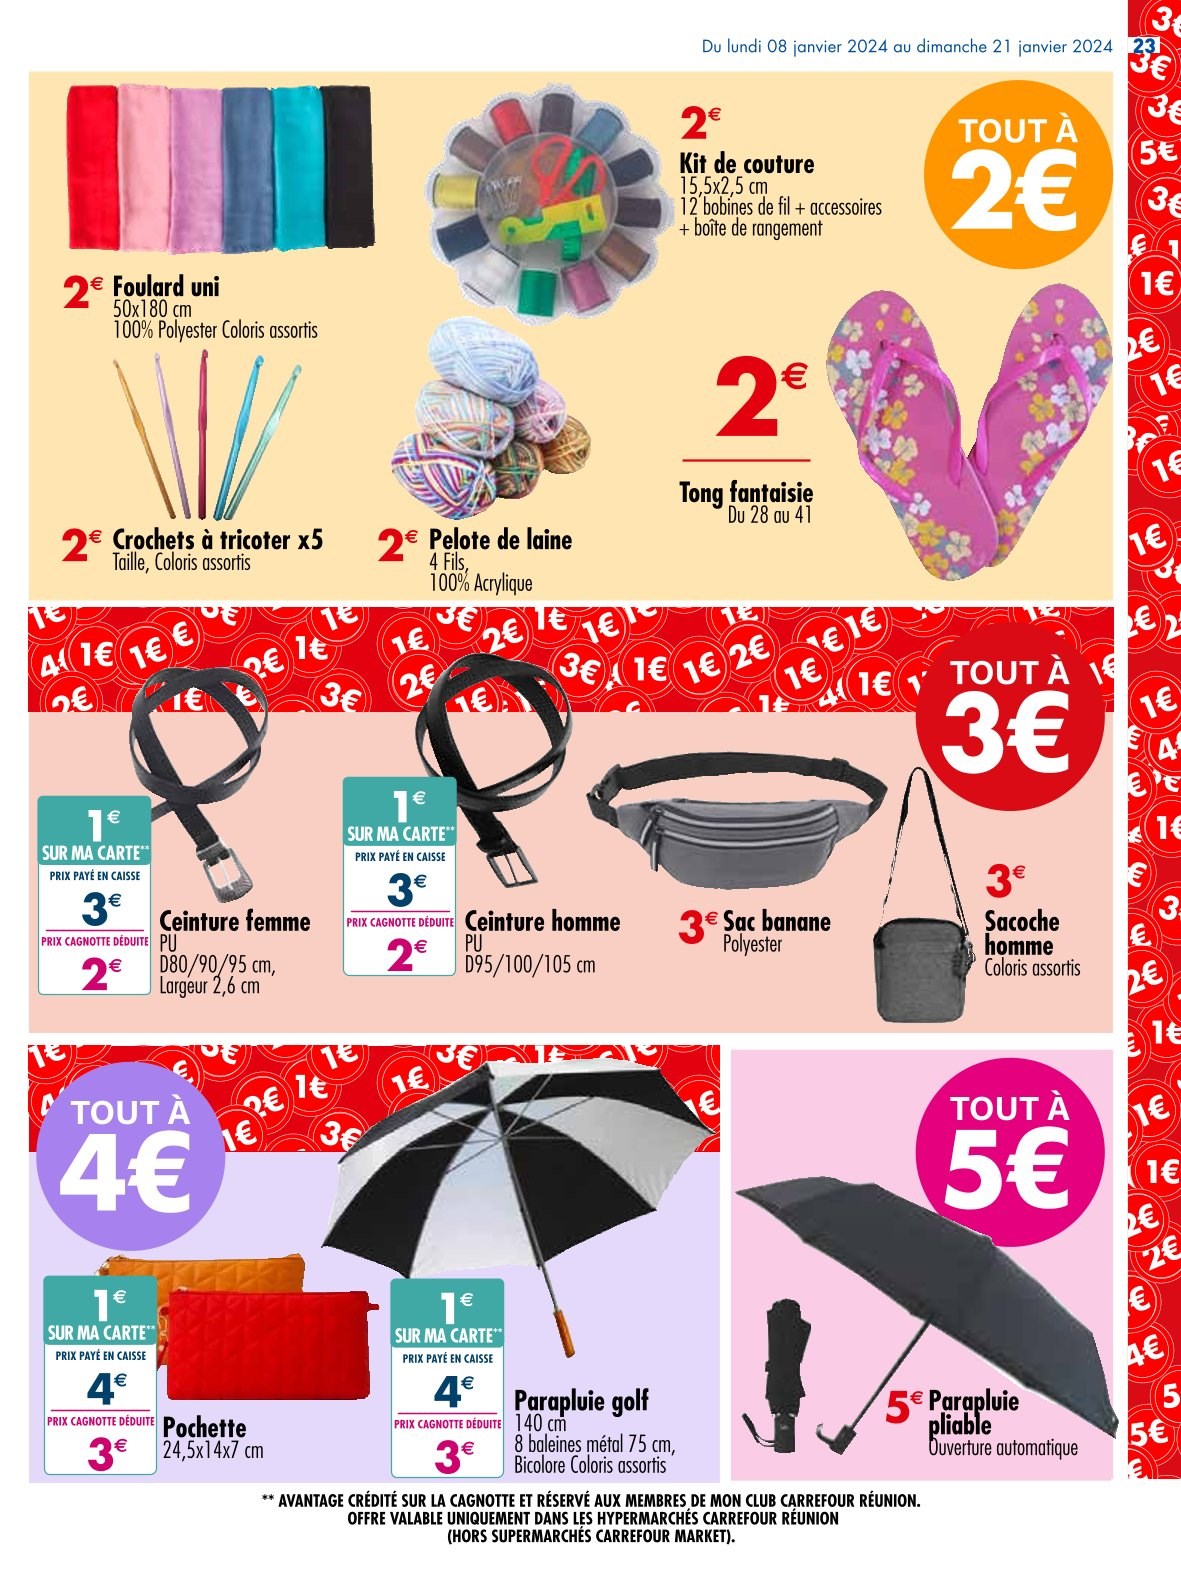 Du lundi 08 janvier 2024 au dimanche 21 janvier 2024
23
TOUT À
2€
2€
Kit de couture
15,5x2,5 cm
12 bobines de fil + accessoires
+ boîte de rangement
2€ Foulard uni
50x180 cm
100% Polyester Coloris assortis
2€
Tong fantaisie
Du 28 au 41
2€ Crochets à tricoter x5
Taille, Coloris assortis
2€ Pelote de laine
4 Fils,
100% Acrylique
TOUT À
3€
1€
SUR MA CARTE**
PRIX PAYÉ EN CAISSE
3€
PRIX CAGNOTTE DÉDUITE
2€
Ceinture femme
PU
D80/90/95 cm,
Largeur 2,6 cm
1€
SUR MA CARTE**
PRIX PAYÉ EN CAISSE
3€
PRIX CAGNOTTE DÉDUITE
2€
Ceinture homme
PU
D95/100/105 cm
3€ Sac banane
Polyester
3€
Sacoche
homme
Coloris assortis
TOUT À
4€
1€
SUR MA CARTE**
PRIX PAYÉ EN CAISSE
4€
PRIX CAGNOTTE DÉDUITE
3€
Pochette
24,5x14x7 cm
1€
SUR MA CARTE**
PRIX PAYÉ EN CAISSE
4€
PRIX CAGNOTTE DÉDUITE
3€
Parapluie golf
140 cm
8 baleines métal 75 cm,
Bicolore Coloris assortis
TOUT À
5€
5€ Parapluie
pliable
Ouverture automatique
** AVANTAGE CRÉDITÉ SUR LA CAGNOTTE ET RÉSERVÉ AUX MEMBRES DE MON CLUB CARREFOUR RÉUNION.
OFFRE VALABLE UNIQUEMENT DANS LES HYPERMARCHÉS CARREFOUR RÉUNION
(HORS SUPERMARCHÉS CARREFOUR MARKET).